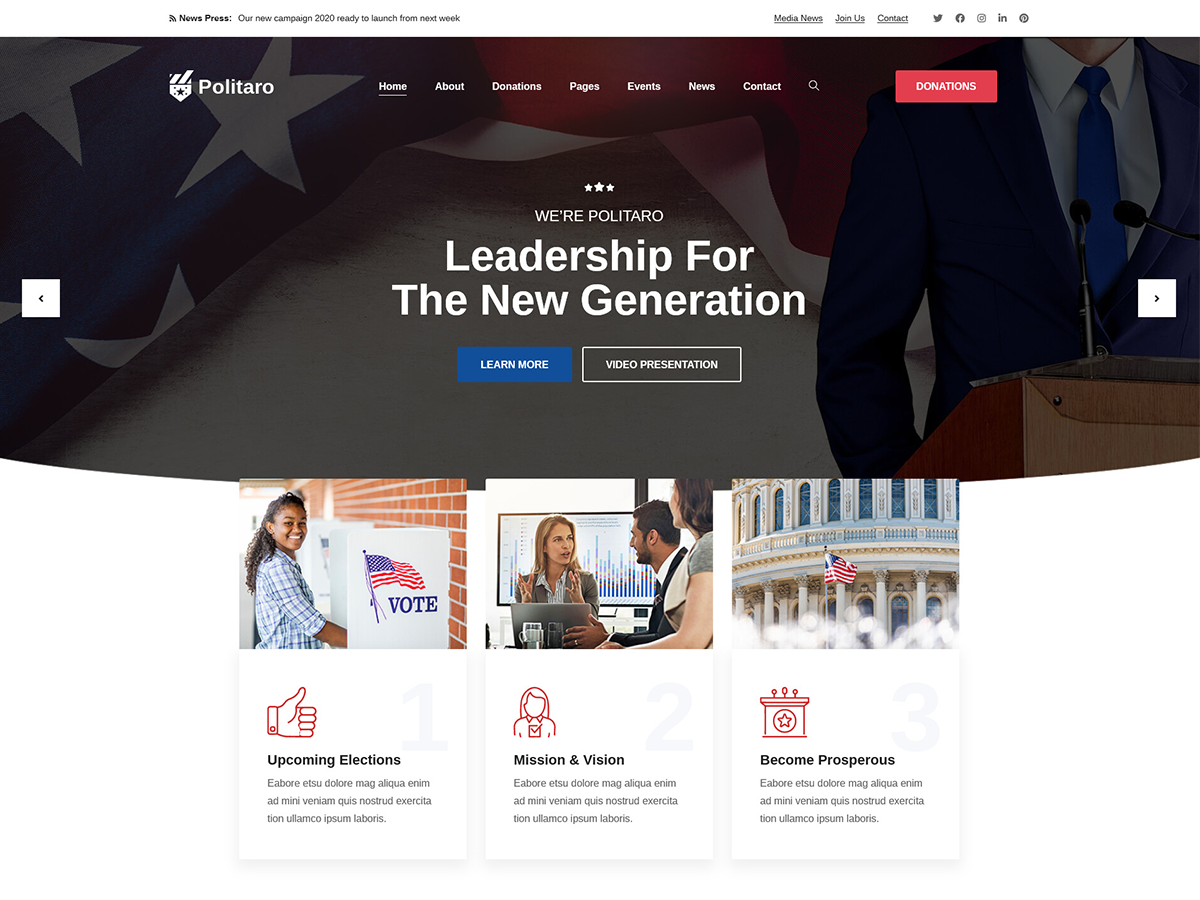 News Press: Our new campaign 2020 ready to launch from next week
Media News Join Us Contact
Politaro
Home About Donations Pages Events News Contact
DONATIONS
WE'RE POLITARO
Leadership For
The New Generation
LEARN MORE VIDEO PRESENTATION
VOTE
1
Upcoming Elections
Eabore etsu dolore mag aliqua enim
ad mini veniam quis nostrud exercita
tion ullamco ipsum laboris.
2
Mission & Vision
Eabore etsu dolore mag aliqua enim
ad mini veniam quis nostrud exercita
tion ullamco ipsum laboris.
3
Become Prosperous
Eabore etsu dolore mag aliqua enim
ad mini veniam quis nostrud exercita
tion ullamco ipsum laboris.